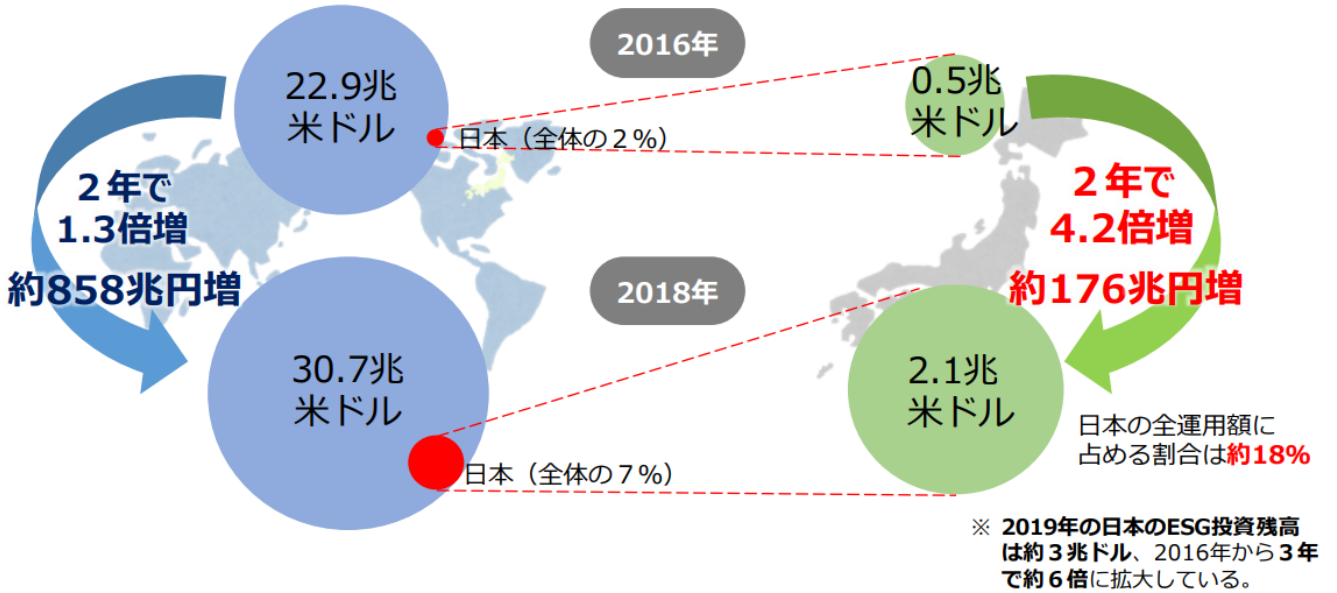 2016年
22.9兆
米ドル
日本（全体の２%）
0.5兆
米ドル
２年で
1.3倍増
約858兆円増
２年で
4.2倍増
約176兆円増
2018年
30.7兆
米ドル
日本（全体の７%）
2.1兆
米ドル
日本の全運用額に
占める割合は約18%
※ 2019年の日本のESG投資残高
は約３兆ドル、2016年から３年
で約６倍に拡大している。